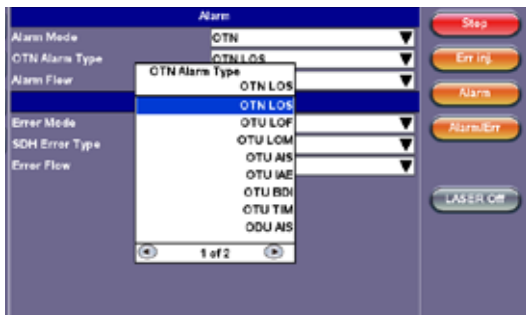 Alarm
Stop
Alarm Mode OTN
OTN Alarm Type OTN LOS
Err inj.
Alarm Flow
Alarm
OTN Alarm Type
OTN LOS
OTN LOS
Error Mode OTU LOF
Alarm/Err
SDH Error Type OTU LOM
Error Flow OTU AIS
OTU IAE
OTU BDI
LASER Off
OTU TIM
ODU AIS
1 of 2